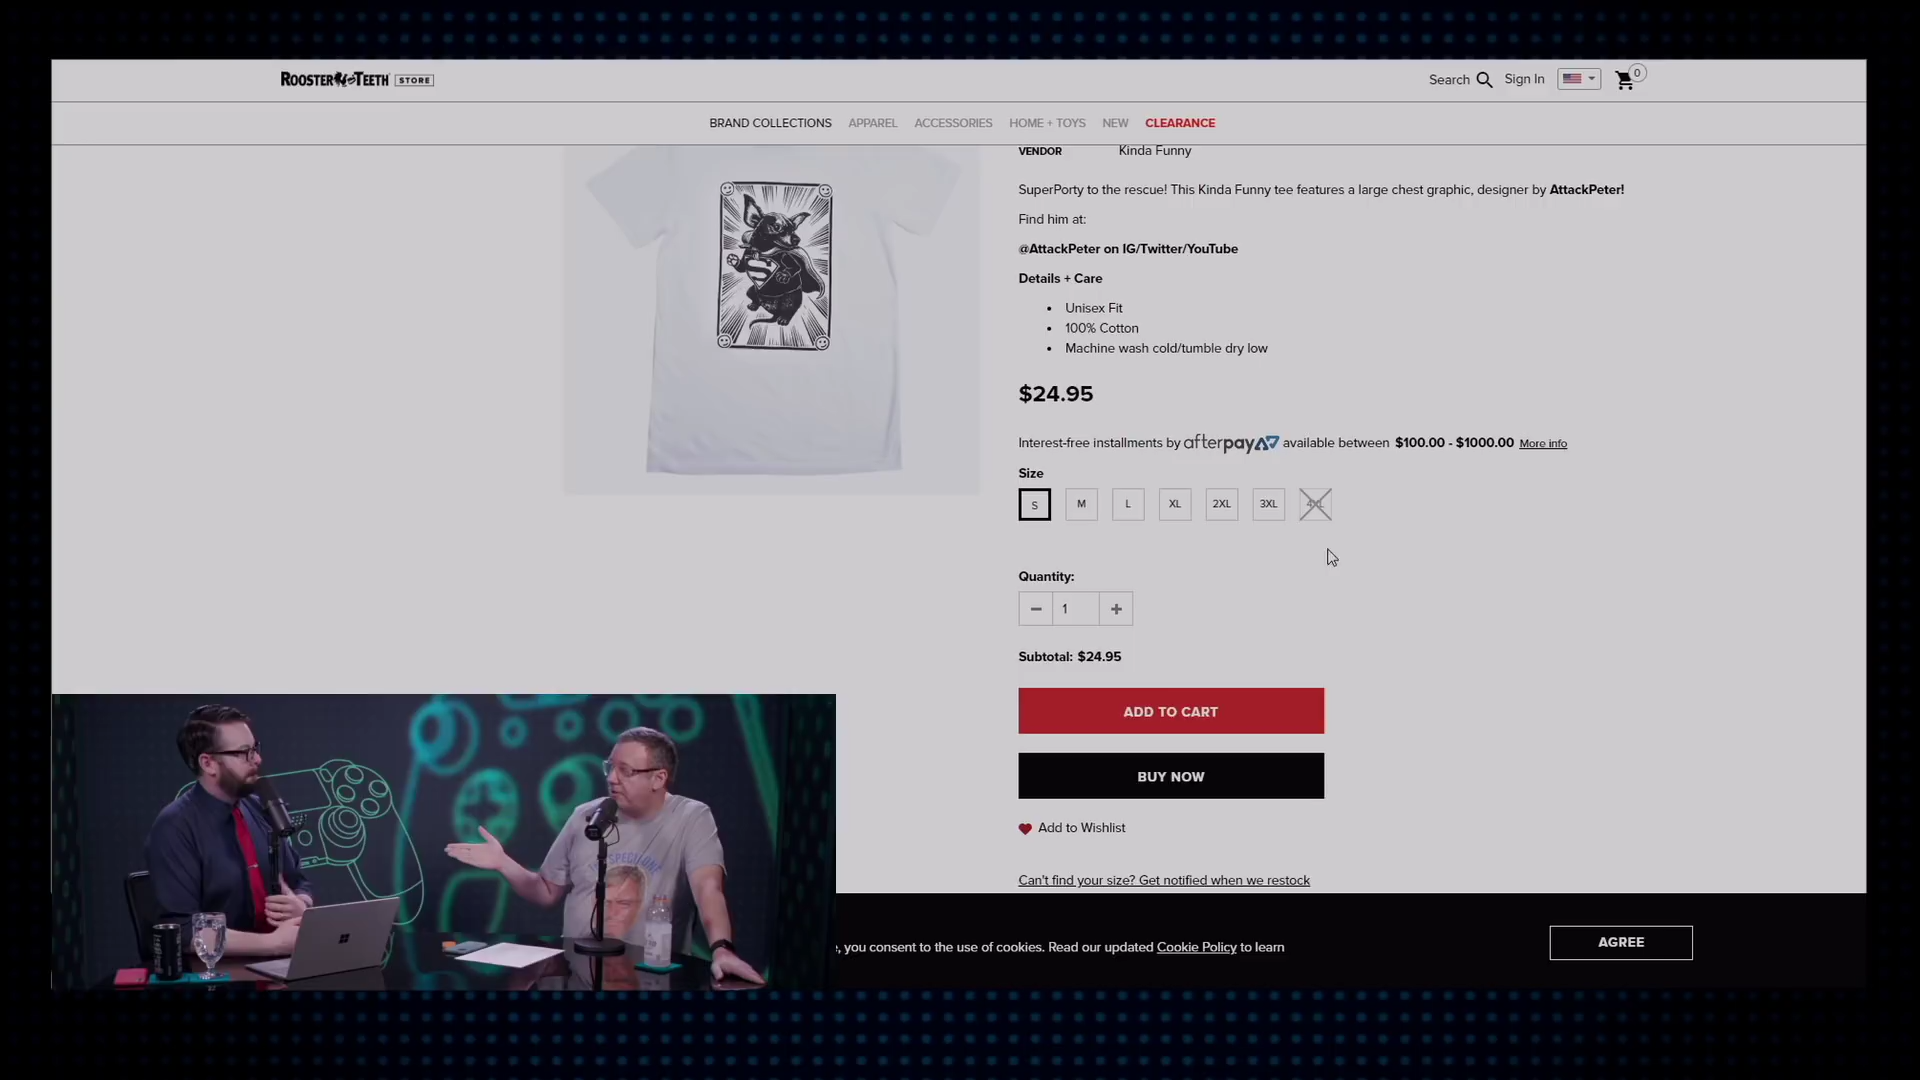 ROOSTER TEETH STORE
Search Sign In 0
BRAND COLLECTIONS APPAREL ACCESSORIES HOME + TOYS NEW CLEARANCE
VENDOR Kinda Funny
SuperPorty to the rescue! This Kinda Funny tee features a large chest graphic, designer by AttackPeter!
Find him at:
@AttackPeter on IG/Twitter/YouTube
Details + Care
Unisex Fit
100% Cotton
Machine wash cold/tumble dry low
$24.95
Interest-free installments by afterpay available between $100.00 - $1000.00 More info
Size
S M L XL 2XL 3XL 4XL
Quantity:
− 1 +
Subtotal: $24.95
ADD TO CART
BUY NOW
Add to Wishlist
Can't find your size? Get notified when we restock
, you consent to the use of cookies. Read our updated Cookie Policy to learn
AGREE
S